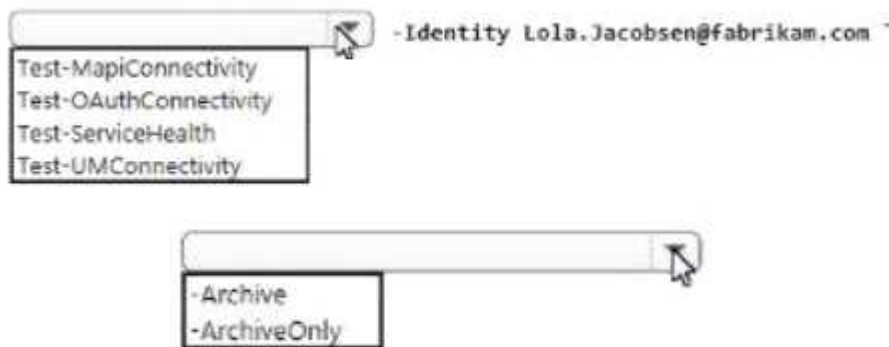 -Identity Lola.Jacobsen@fabrikam.com `
Test-MapiConnectivity
Test-OAuthConnectivity
Test-ServiceHealth
Test-UMConnectivity
-Archive
-ArchiveOnly